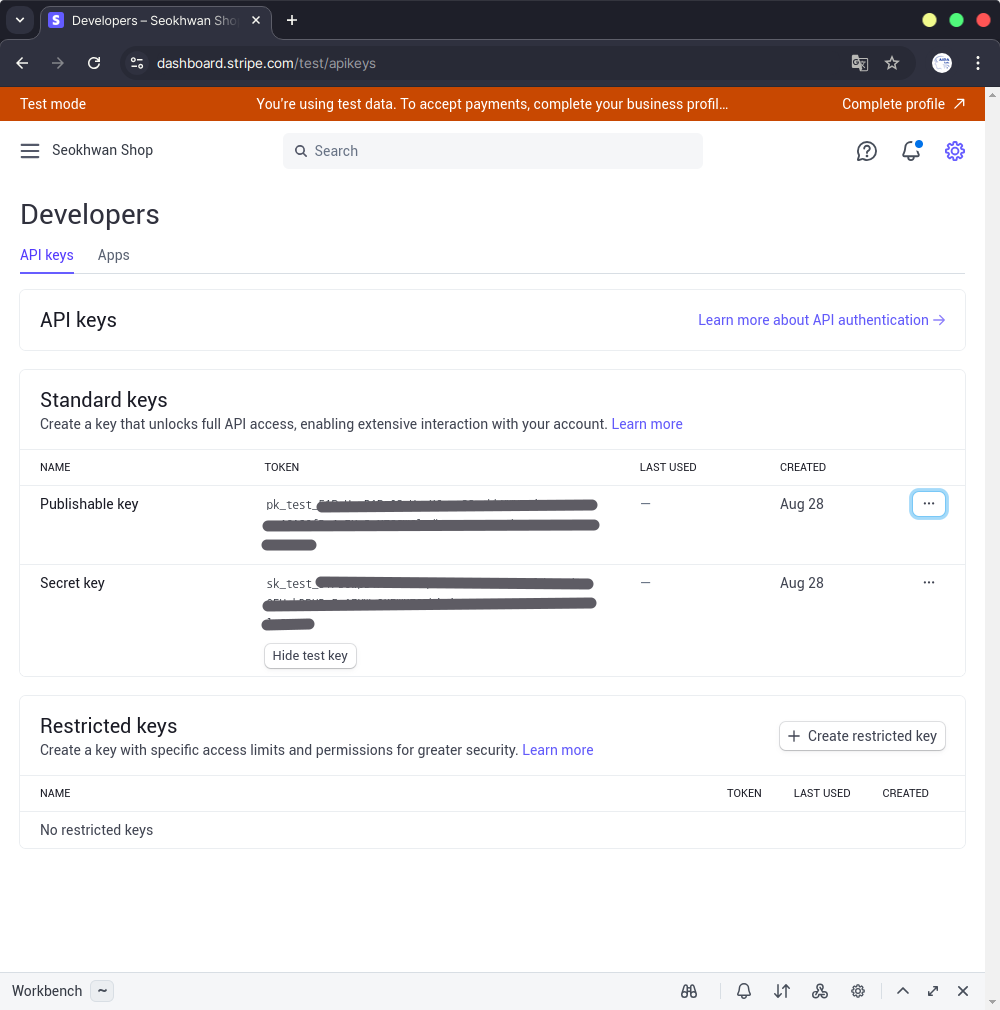 Developers – Seokhwan Sho
dashboard.stripe.com/test/apikeys
Test mode
You're using test data. To accept payments, complete your business profil...
Complete profile
Seokhwan Shop
Search
Developers
API keys Apps
API keys
Learn more about API authentication
Standard keys
Create a key that unlocks full API access, enabling extensive interaction with your account. Learn more
NAME TOKEN LAST USED CREATED
Publishable key pk_test_ — Aug 28 ...
Secret key sk_test_ — Aug 28 ...
Hide test key
Restricted keys
Create a key with specific access limits and permissions for greater security. Learn more
+ Create restricted key
NAME TOKEN LAST USED CREATED
No restricted keys
Workbench ~